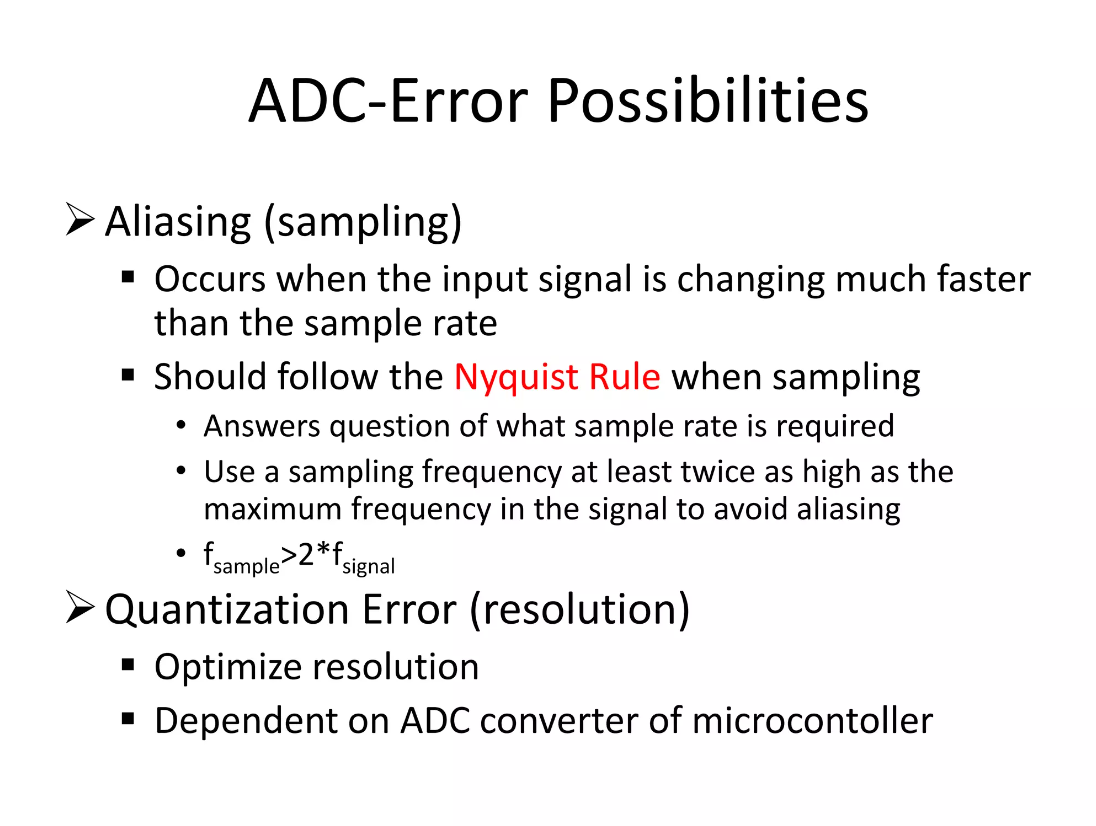 ADC-Error Possibilities
➢ Aliasing (sampling)
▪ Occurs when the input signal is changing much faster
than the sample rate
▪ Should follow the Nyquist Rule when sampling
• Answers question of what sample rate is required
• Use a sampling frequency at least twice as high as the
maximum frequency in the signal to avoid aliasing
• fsample>2*fsignal
➢ Quantization Error (resolution)
▪ Optimize resolution
▪ Dependent on ADC converter of microcontoller